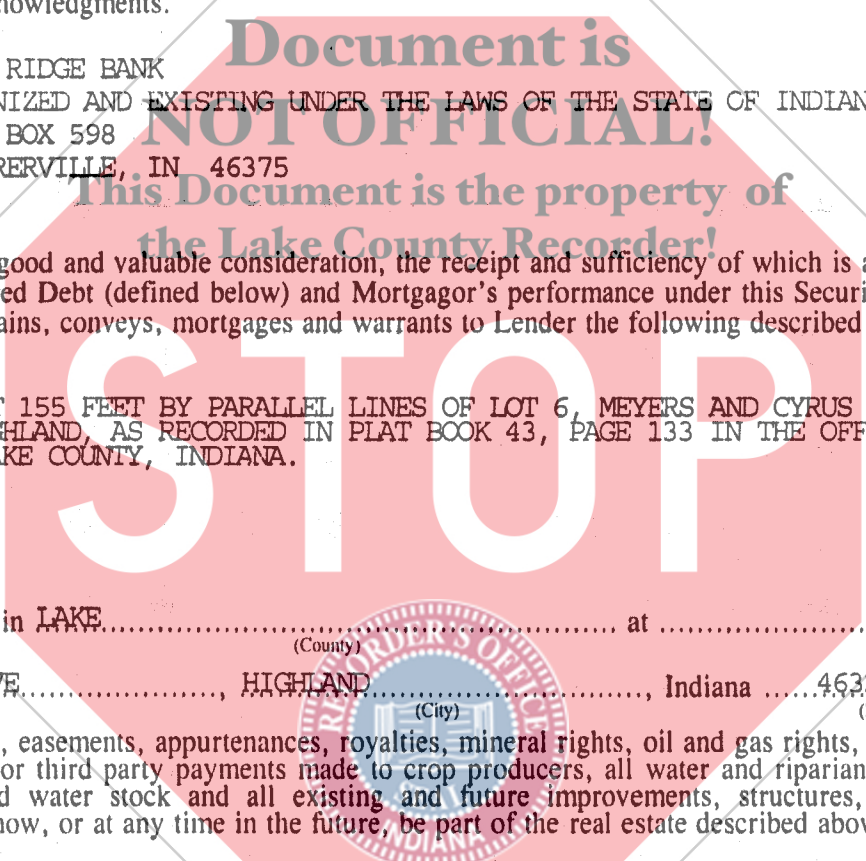 nowledgments.
Document is
RIDGE BANK
NIZED AND EXISTING UNDER THE LAWS OF THE STATE OF INDIAN
NOT OFFICIAL!
BOX 598
RERVILLE, IN 46375
This Document is the property of
the Lake County Recorder!
good and valuable consideration, the receipt and sufficiency of which is a
ed Debt (defined below) and Mortgagor's performance under this Securi
ains, conveys, mortgages and warrants to Lender the following described
STOP
155 FEET BY PARALLEL LINES OF LOT 6, MEYERS AND CYRUS
GHLAND, AS RECORDED IN PLAT BOOK 43, PAGE 133 IN THE OFF
AKE COUNTY, INDIANA.
in LAKE.................................................................. at ..........................
(County)
VE....................., HIGHLAND....................................., Indiana .....463
(City)
RECORDER'S OFFICE
, easements, appurtenances, royalties, mineral rights, oil and gas rights,
or third party payments made to crop producers, all water and riparian
d water stock and all existing and future improvements, structures,
now, or at any time in the future, be part of the real estate described abov
INDIANA